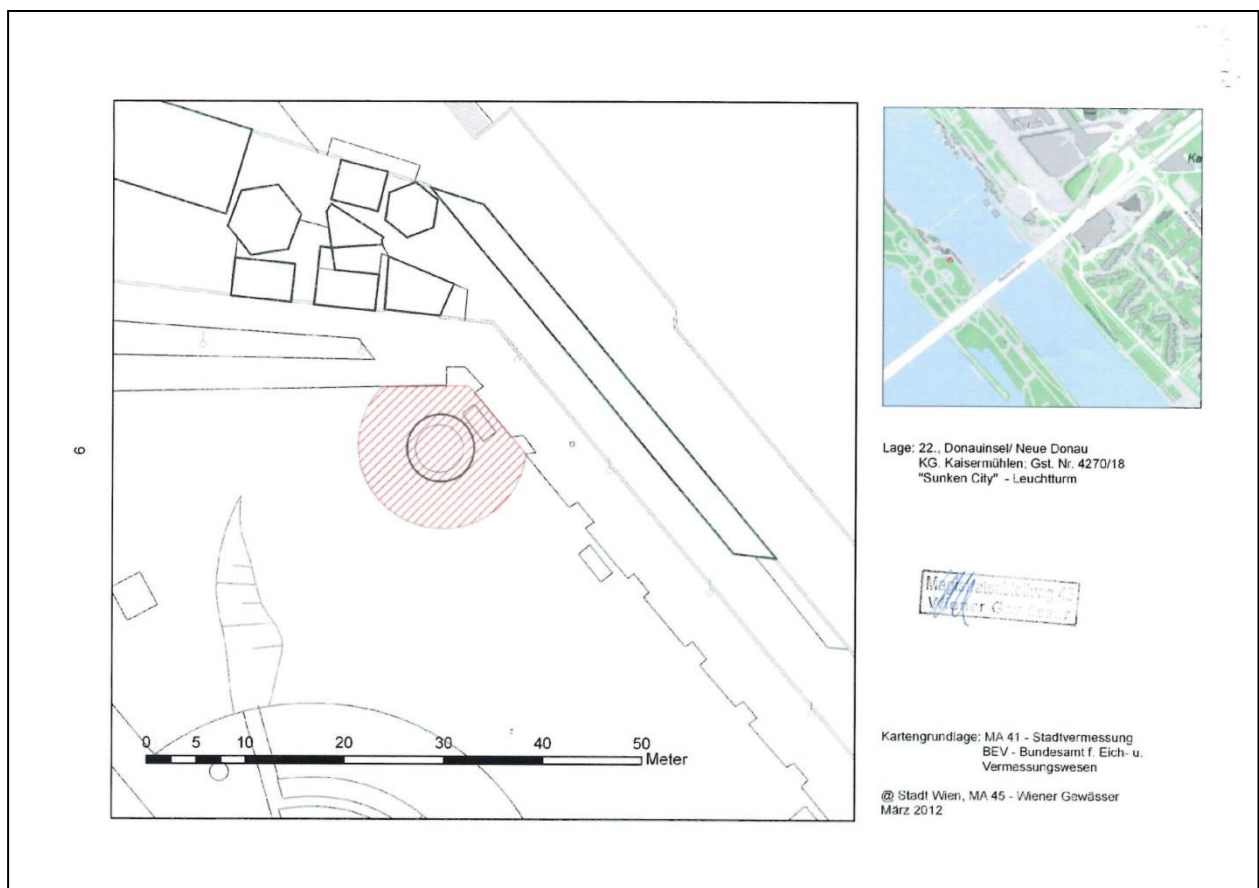 6
0 5 10 20 30 40 50 Meter
Lage: 22., Donauinsel/ Neue Donau
KG. Kaisermühlen; Gst. Nr. 4270/18
"Sunken City" - Leuchtturm
Wiener
Kartengrundlage: MA 41 - Stadtvermessung
BEV - Bundesamt f. Eich- u.
Vermessungswesen
@ Stadt Wien, MA 45 - Wiener Gewässer
März 2012